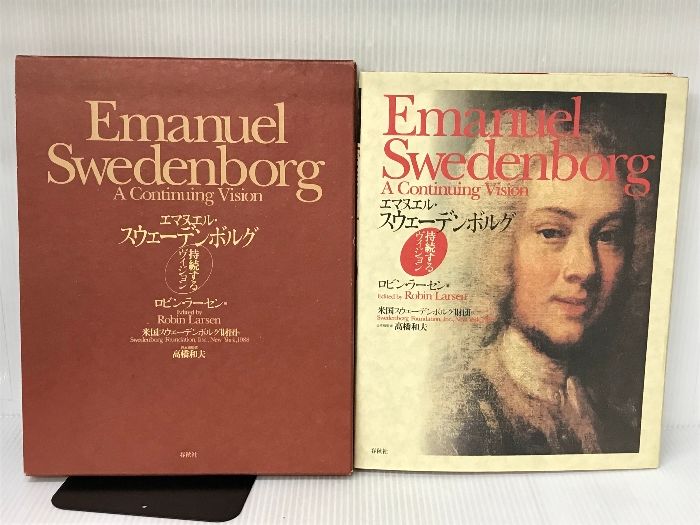 Emanuel
Swedenborg
A Continuing Vision
エマヌエル・
スウェーデンボルグ
持続する
ヴィジョン
ロビン・ラーセン 編
Edited by
Robin Larsen
米国スウェーデンボルグ財団
Swedenborg Foundation, Inc., New York, 1988
高橋和夫
春秋社
Emanuel
Swedenborg
A Continuing Vision
エマヌエル・
スウェーデンボルグ
持続する
ヴィジョン
ロビン・ラーセン 編
Edited by Robin Larsen
米国スウェーデンボルグ財団
Swedenborg Foundation, Inc., New York
高橋和夫
春秋社